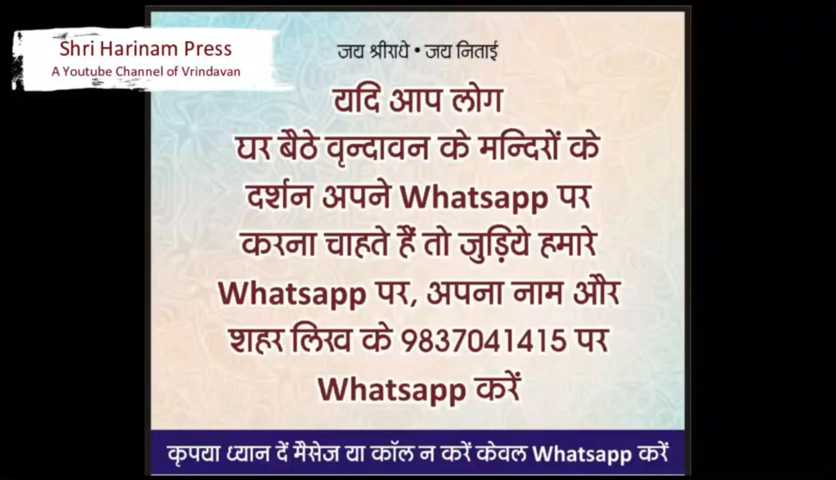 Shri Harinam Press
A Youtube Channel of Vrindavan
जय श्रीराधे • जय निताई
यदि आप लोग
घर बैठे वृन्दावन के मन्दिरों के
दर्शन अपने Whatsapp पर
करना चाहते हैं तो जुड़िये हमारे
Whatsapp पर, अपना नाम और
शहर लिख के 9837041415 पर
Whatsapp करें
कृपया ध्यान दें मैसेज या कॉल न करें केवल Whatsapp करें